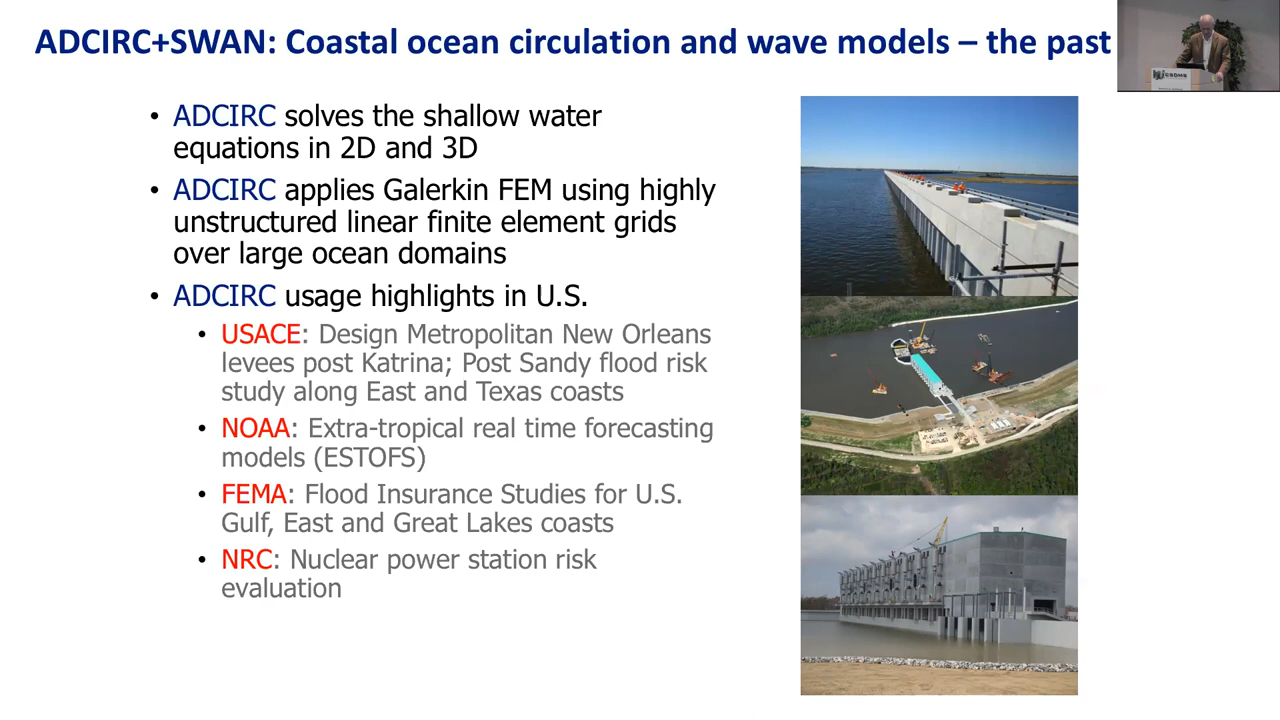 ADCIRC+SWAN: Coastal ocean circulation and wave models – the past
CSDMS
• ADCIRC solves the shallow water
equations in 2D and 3D
• ADCIRC applies Galerkin FEM using highly
unstructured linear finite element grids
over large ocean domains
• ADCIRC usage highlights in U.S.
• USACE: Design Metropolitan New Orleans
levees post Katrina; Post Sandy flood risk
study along East and Texas coasts
• NOAA: Extra-tropical real time forecasting
models (ESTOFS)
• FEMA: Flood Insurance Studies for U.S.
Gulf, East and Great Lakes coasts
• NRC: Nuclear power station risk
evaluation